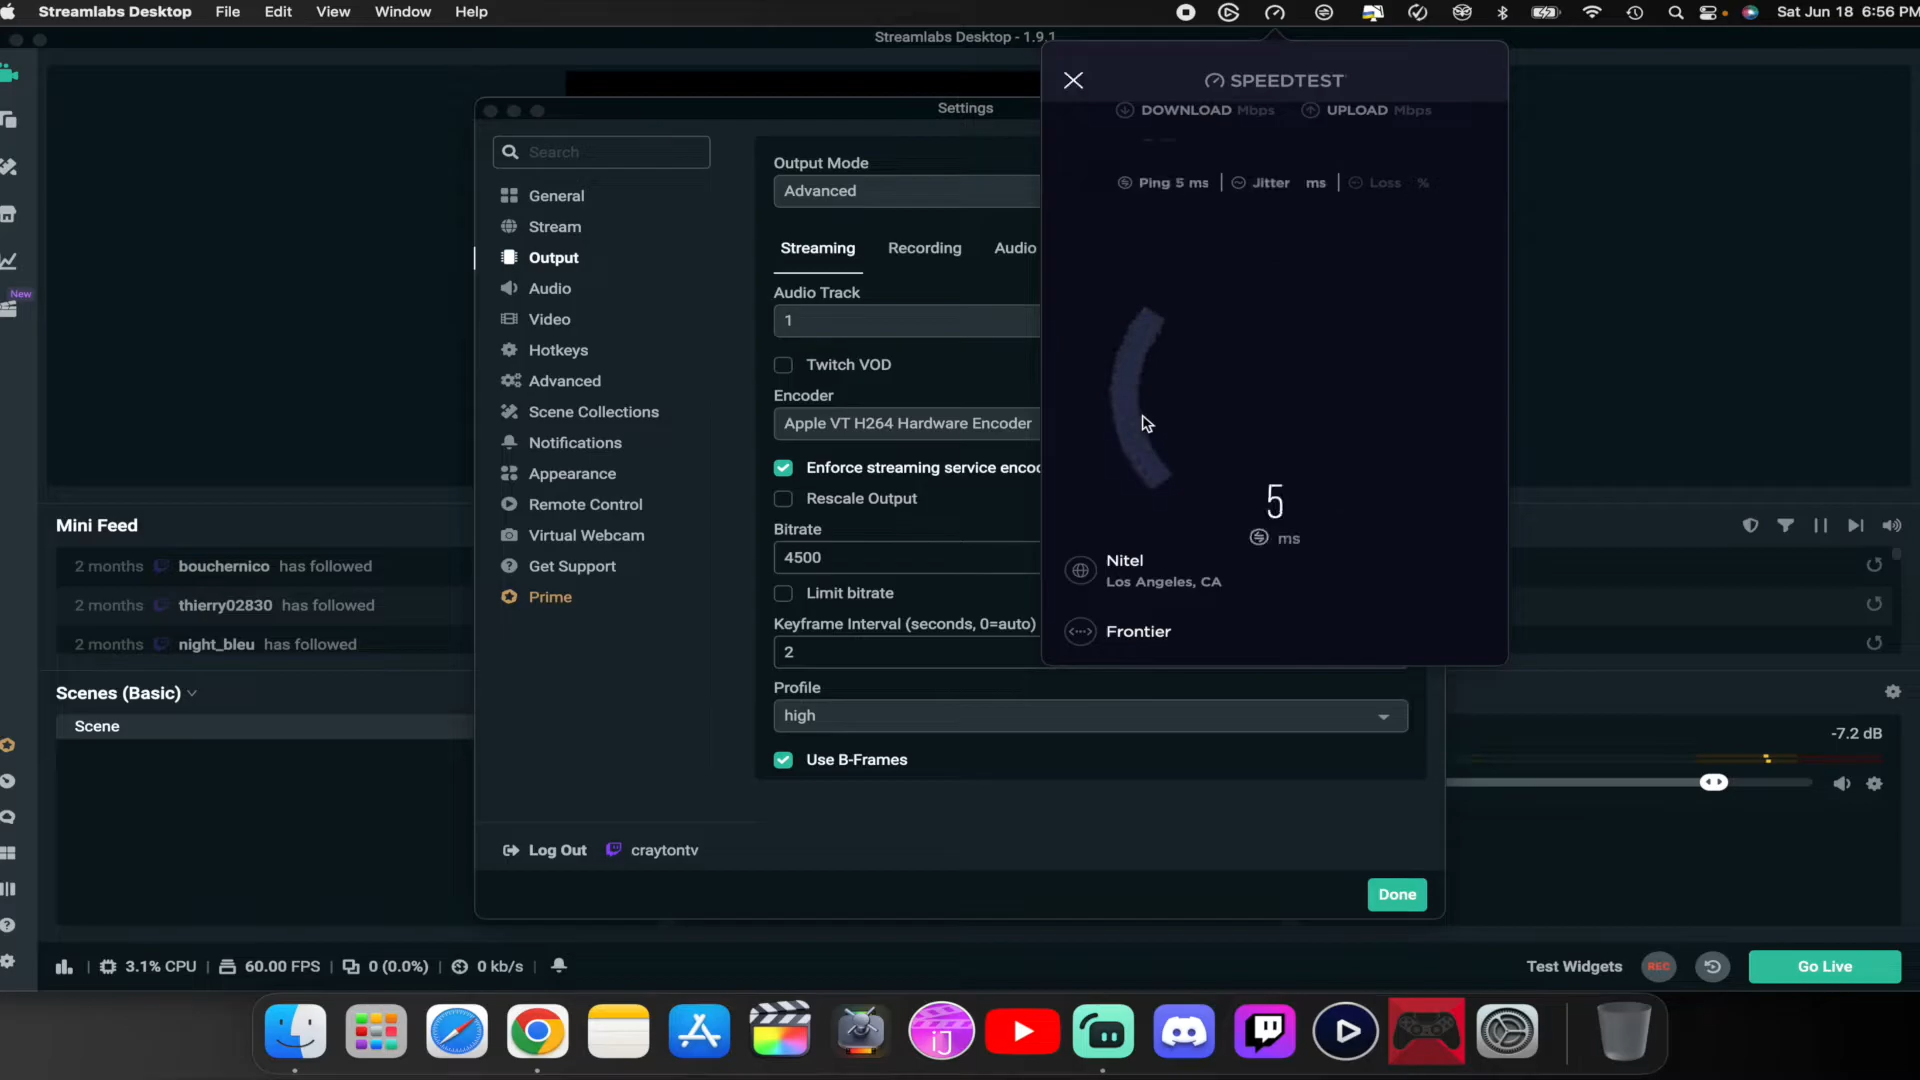 Streamlabs Desktop File Edit View Window Help
Sat Jun 18 6:56 PM
Streamlabs Desktop - 1.9.1
Settings
Search
General
Stream
Output
Audio
Video
Hotkeys
Advanced
Scene Collections
Notifications
Appearance
Remote Control
Virtual Webcam
Get Support
Prime
Log Out craytontv
Output Mode
Advanced
Streaming Recording Audio
Audio Track
1
Twitch VOD
Encoder
Apple VT H264 Hardware Encoder
Enforce streaming service enco
Rescale Output
Bitrate
4500
Limit bitrate
Keyframe Interval (seconds, 0=auto)
2
Profile
high
Use B-Frames
Done
SPEEDTEST
DOWNLOAD Mbps UPLOAD Mbps
Ping 5 ms Jitter ms Loss %
5
ms
Nitel
Los Angeles, CA
Frontier
New
Mini Feed
2 months bouchernico has followed
2 months thierry02830 has followed
2 months night_bleu has followed
Scenes (Basic)
Scene
-7.2 dB
3.1% CPU 60.00 FPS 0 (0.0%) 0 kb/s
Test Widgets REC Go Live
iJ